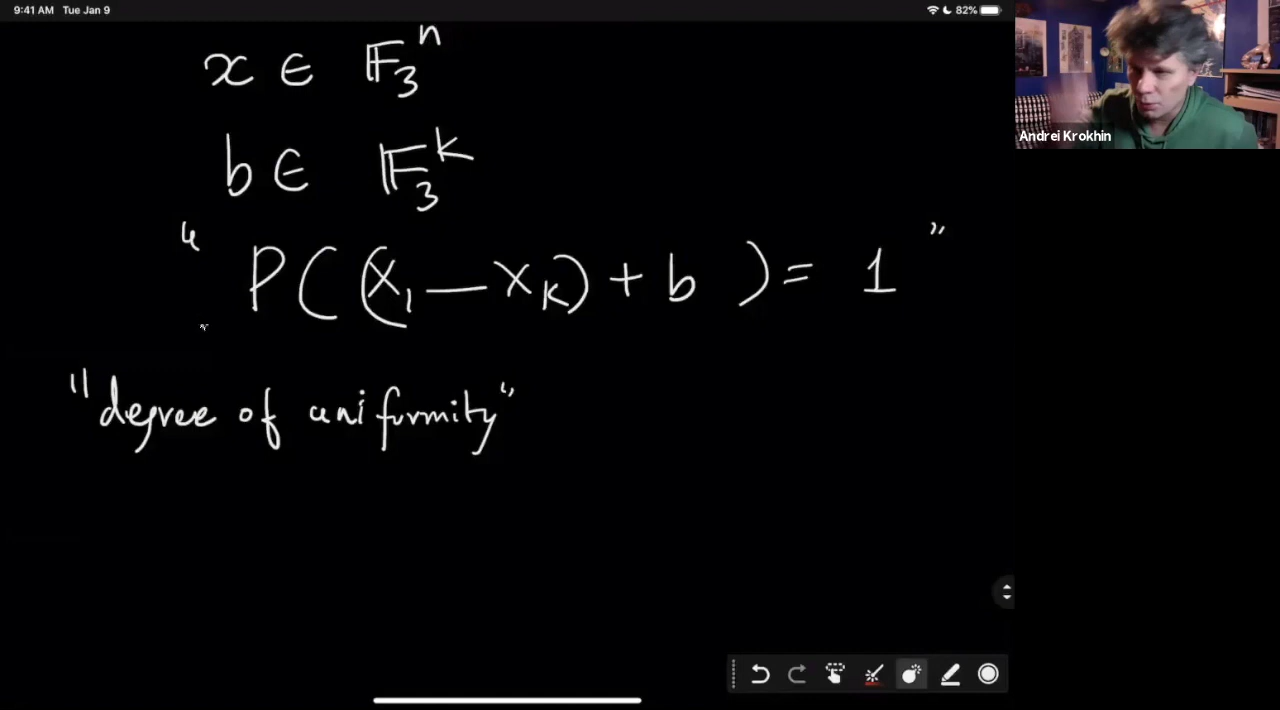 9:41 AM Tue Jan 9
82%
x ∈ 𝔽₃ⁿ
b ∈ 𝔽₃ᵏ
“ P((x₁ — xₖ) + b ) = 1 ”
"degree of uniformity"
Andrei Krokhin